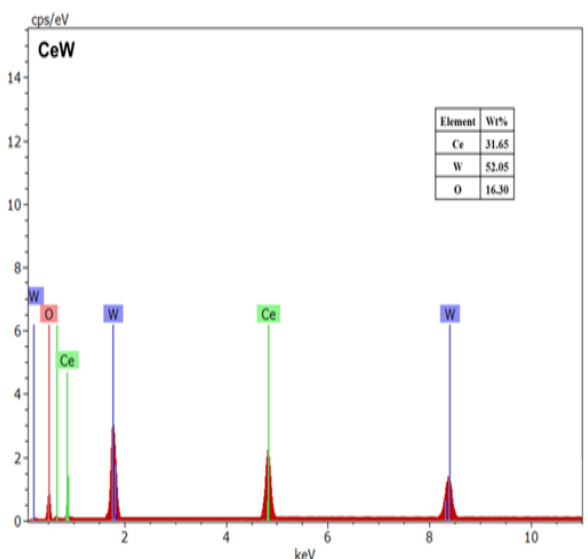 cps/eV
CeW
14
12
10
8
6
4
2
0
Element Wt%
Ce 31.65
W 52.05
O 16.30
W
O
Ce
W
Ce
W
2 4 6 8 10
keV